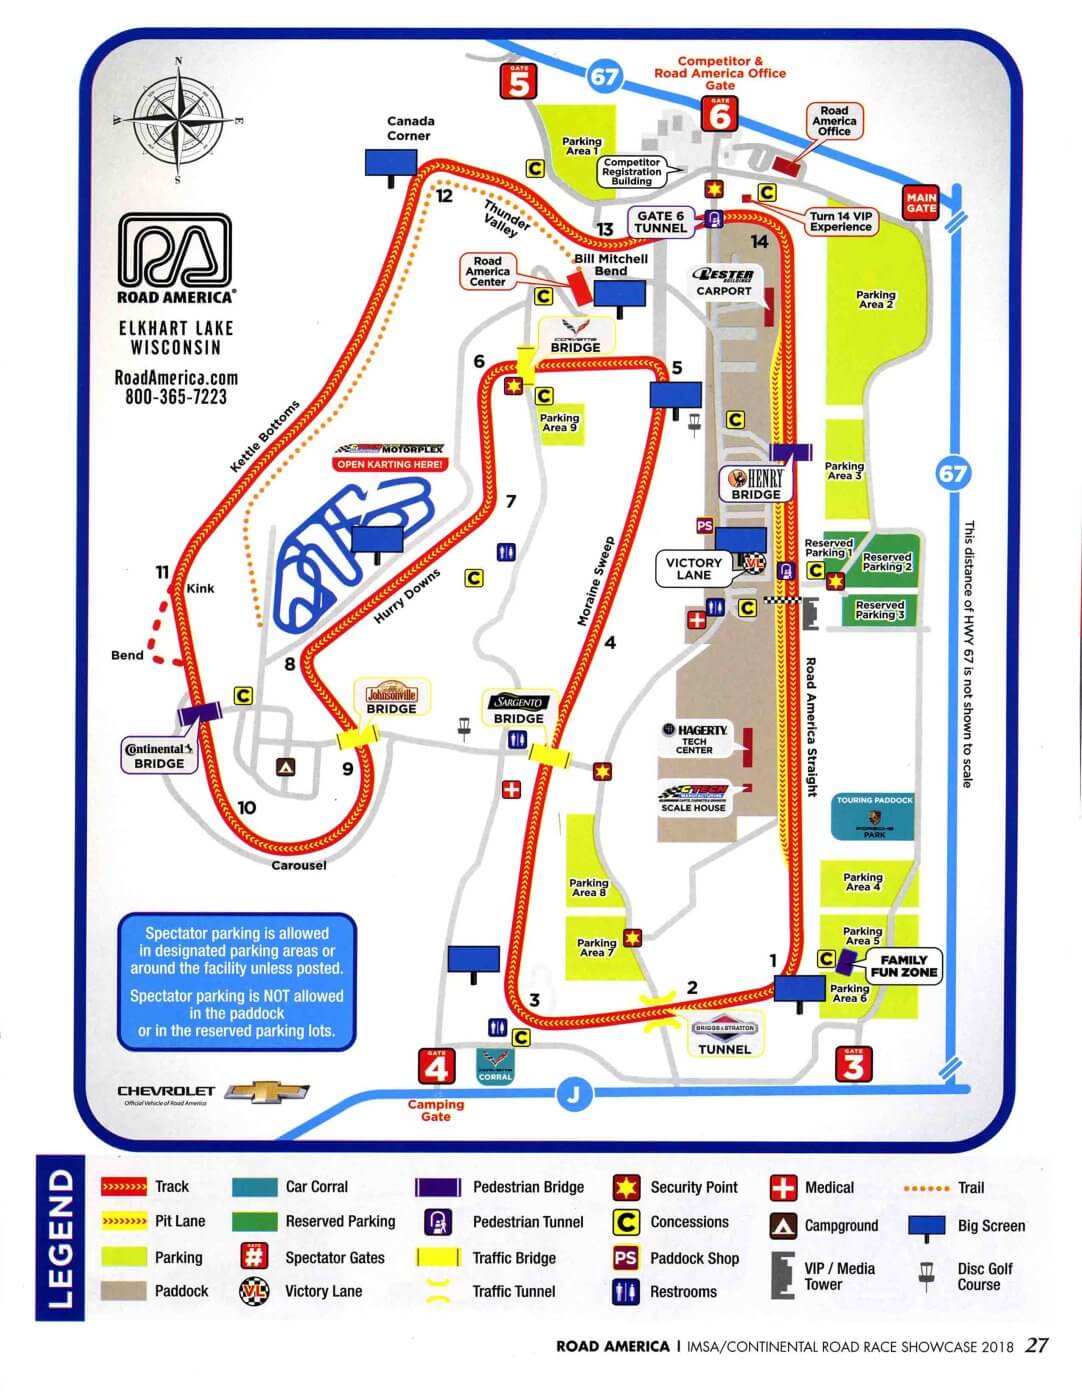 GATE
5
67
Competitor &
Road America Office
Gate
GATE
6
Road
America
Office
MAIN
GATE
N
W
E
S
Canada
Corner
Parking
Area 1
C
Competitor
Registration
Building
C
Turn 14 VIP
Experience
12
Thunder
Valley
13
GATE 6
TUNNEL
14
RA
ROAD AMERICA®
ELKHART LAKE
WISCONSIN
RoadAmerica.com
800-365-7223
Road
America
Center
Bill Mitchell
Bend
C
LESTER
BUILDINGS
CARPORT
Parking
Area 2
CORVETTE
BRIDGE
6
5
C
Parking
Area 9
C
Kettle Bottoms
MOTORPLEX
OPEN KARTING HERE!
Parking
Area 3
HENRY
BRIDGE
67
7
PS
Moraine Sweep
VICTORY
LANE
VL
Reserved
Parking 1
Reserved
Parking 2
C
Reserved
Parking 3
This distance of HWY 67 is not shown to scale
11
Kink
C
Hurry Downs
C
4
Bend
8
C
Johnsonville
BRIDGE
SARGENTO
BRIDGE
Road America Straight
Continental
BRIDGE
HAGERTY
TECH
CENTER
9
CTECH
MANUFACTURING
SCALE HOUSE
TOURING PADDOCK
PORSCHE
PARK
10
Carousel
Parking
Area 8
Parking
Area 4
Spectator parking is allowed
in designated parking areas or
around the facility unless posted.
Spectator parking is NOT allowed
in the paddock
or in the reserved parking lots.
Parking
Area 7
Parking
Area 5
1
C
FAMILY
FUN ZONE
Parking
Area 6
3
2
C
BRIGGS & STRATTON
TUNNEL
GATE
4
CORVETTE
CORRAL
GATE
3
Camping
Gate
J
CHEVROLET
Official Vehicle of Road America
LEGEND
Track
Car Corral
Pedestrian Bridge
Security Point
Medical
Trail
Pit Lane
Reserved Parking
Pedestrian Tunnel
C
Concessions
Campground
Big Screen
Parking
GATE
#
Spectator Gates
Traffic Bridge
PS
Paddock Shop
VIP / Media
Tower
Disc Golf
Course
Paddock
VL
Victory Lane
Traffic Tunnel
Restrooms
ROAD AMERICA | IMSA/CONTINENTAL ROAD RACE SHOWCASE 2018 27